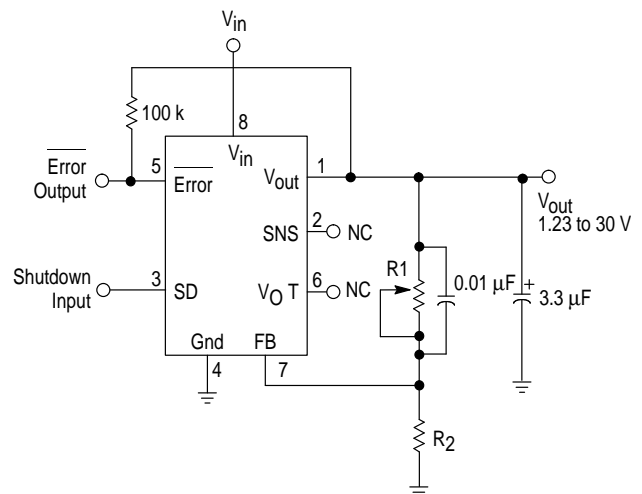 Vin
100 k
8
Error
Output
5
Error
Vin
Vout
1
Vout
1.23 to 30 V
SNS
2
NC
Shutdown
Input
3
SD
VO T
6
NC
R1
0.01 µF
+
3.3 µF
Gnd
FB
4
7
R2